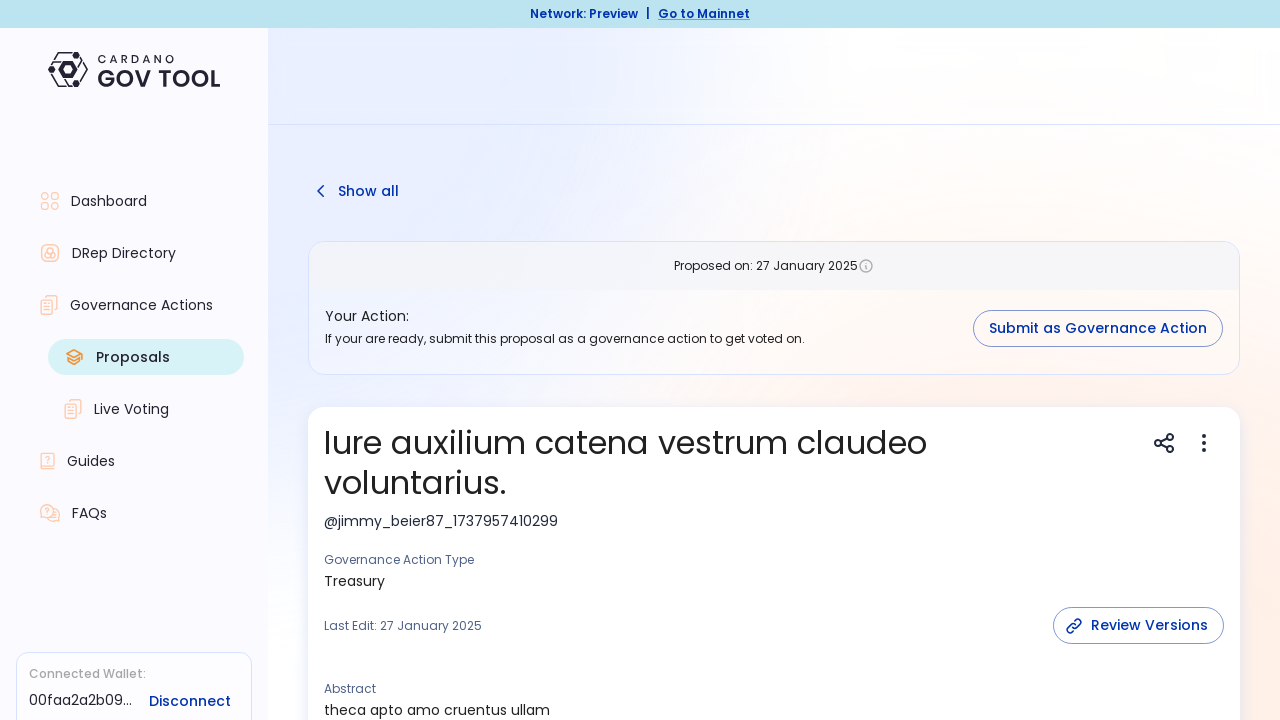 Network: Preview | Go to Mainnet
CARDANO
GOV TOOL
Dashboard
DRep Directory
Governance Actions
Proposals
Live Voting
Guides
FAQs
Connected Wallet:
00faa2a2b09... Disconnect
Show all
Proposed on: 27 January 2025
Your Action:
If your are ready, submit this proposal as a governance action to get voted on.
Submit as Governance Action
Iure auxilium catena vestrum claudeo
voluntarius.
@jimmy_beier87_1737957410299
Governance Action Type
Treasury
Last Edit: 27 January 2025
Review Versions
Abstract
theca apto amo cruentus ullam